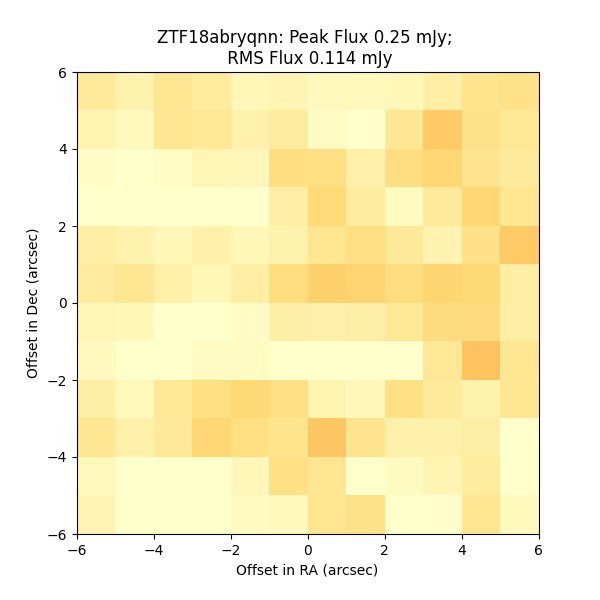 ZTF18abryqnn: Peak Flux 0.25 mJy;
RMS Flux 0.114 mJy
6
4
2
0
−2
−4
−6
Offset in Dec (arcsec)
−6 −4 −2 0 2 4 6
Offset in RA (arcsec)